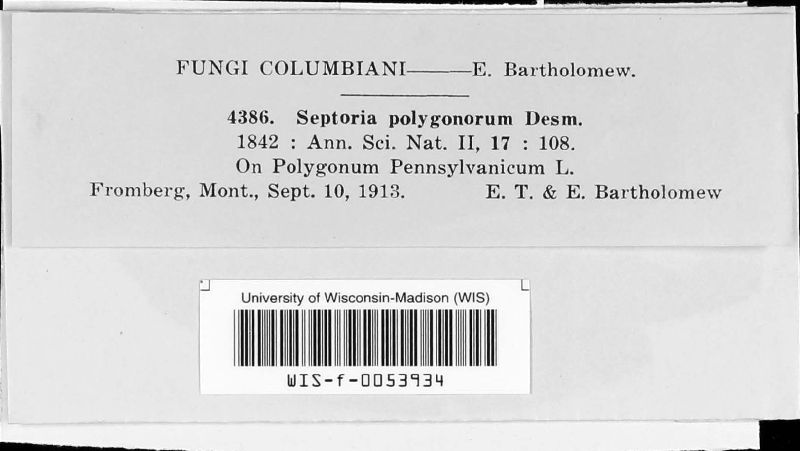 FUNGI COLUMBIANI——E. Bartholomew.
4386. Septoria polygonorum Desm.
1842 : Ann. Sci. Nat. II, 17 : 108.
On Polygonum Pennsylvanicum L.
Fromberg, Mont., Sept. 10, 1913. E. T. & E. Bartholomew
University of Wisconsin-Madison (WIS)
WIS-f-0053934